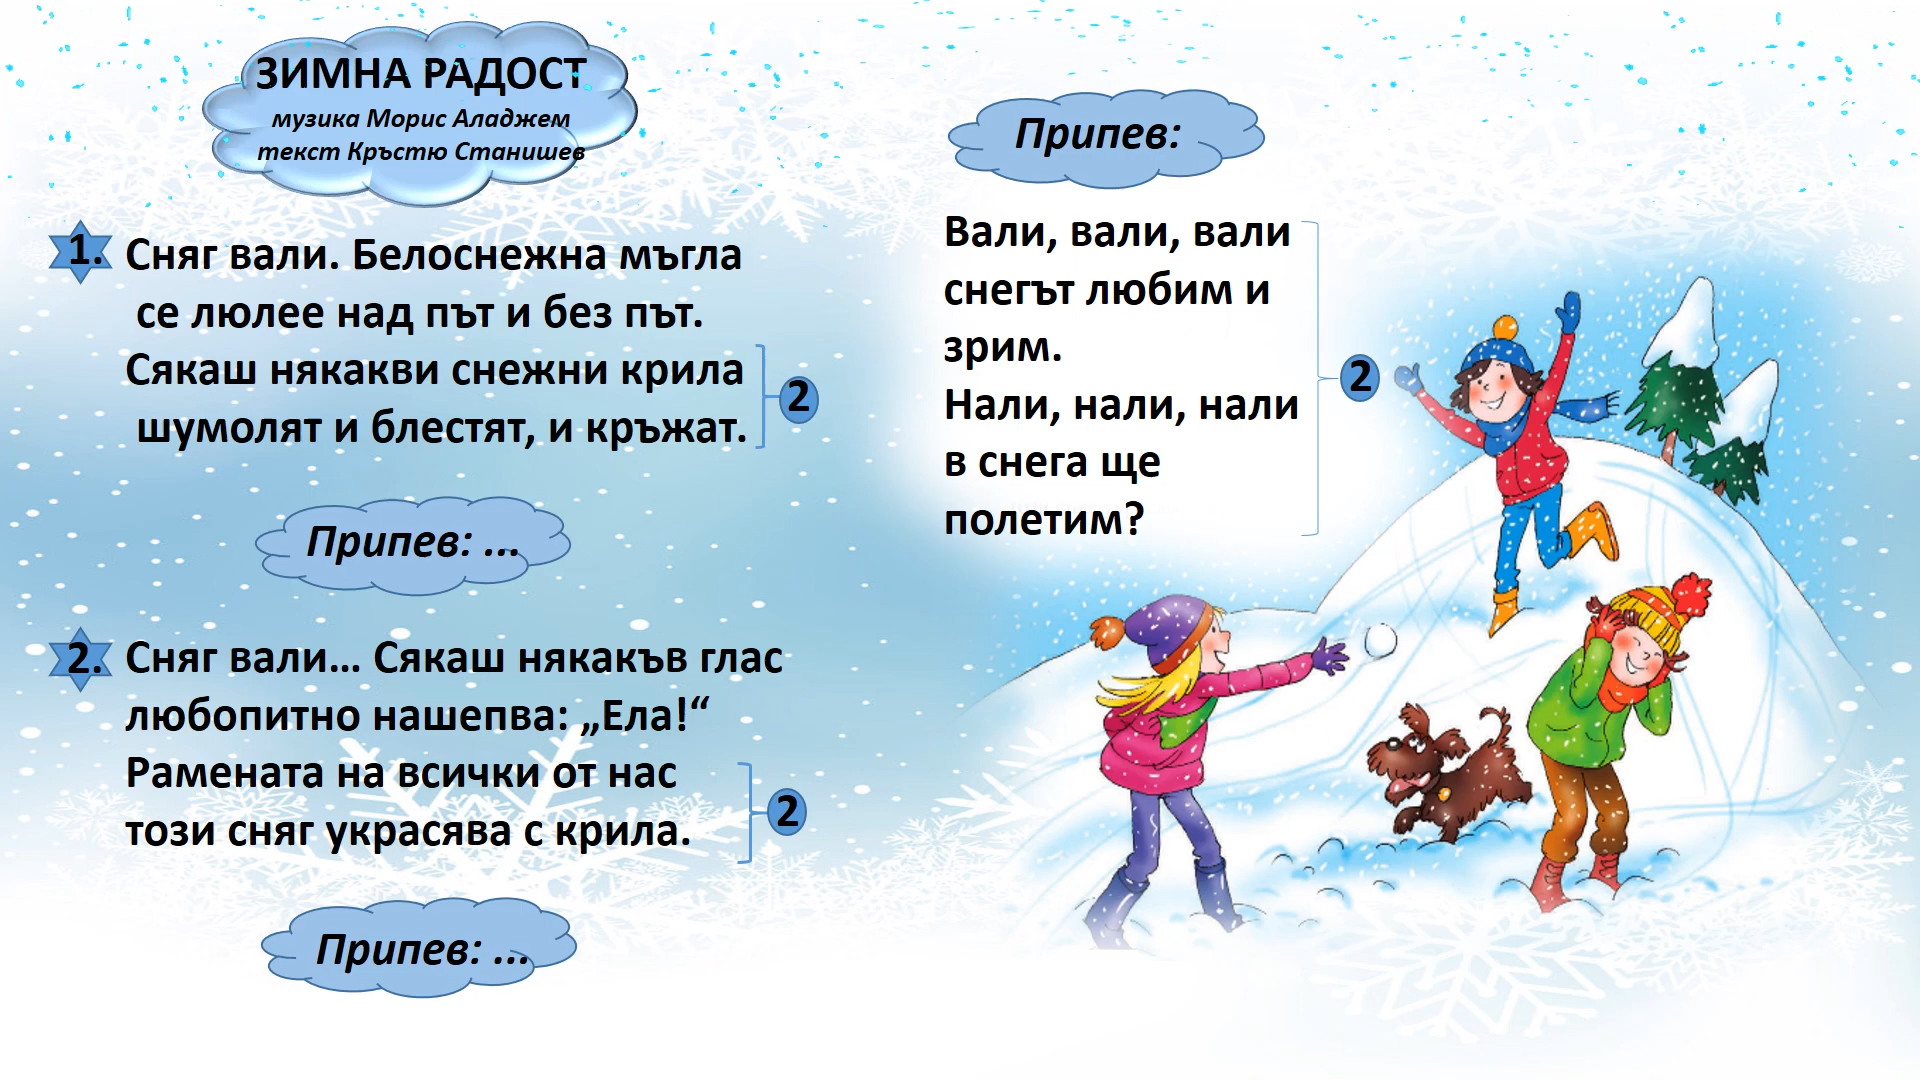 ЗИМНА РАДОСТ
музика Морис Аладжем
текст Кръстю Станишев
1. Сняг вали. Белоснежна мъгла
се люлее над път и без път.
Сякаш някакви снежни крила
шумолят и блестят, и кръжат.
2
Припев: ...
2. Сняг вали... Сякаш някакъв глас
любопитно нашепва: „Ела!“
Рамената на всички от нас
този сняг украсява с крила.
2
Припев: ...
Припев:
Вали, вали, вали
снегът любим и
зрим.
Нали, нали, нали
в снега ще
полетим?
2